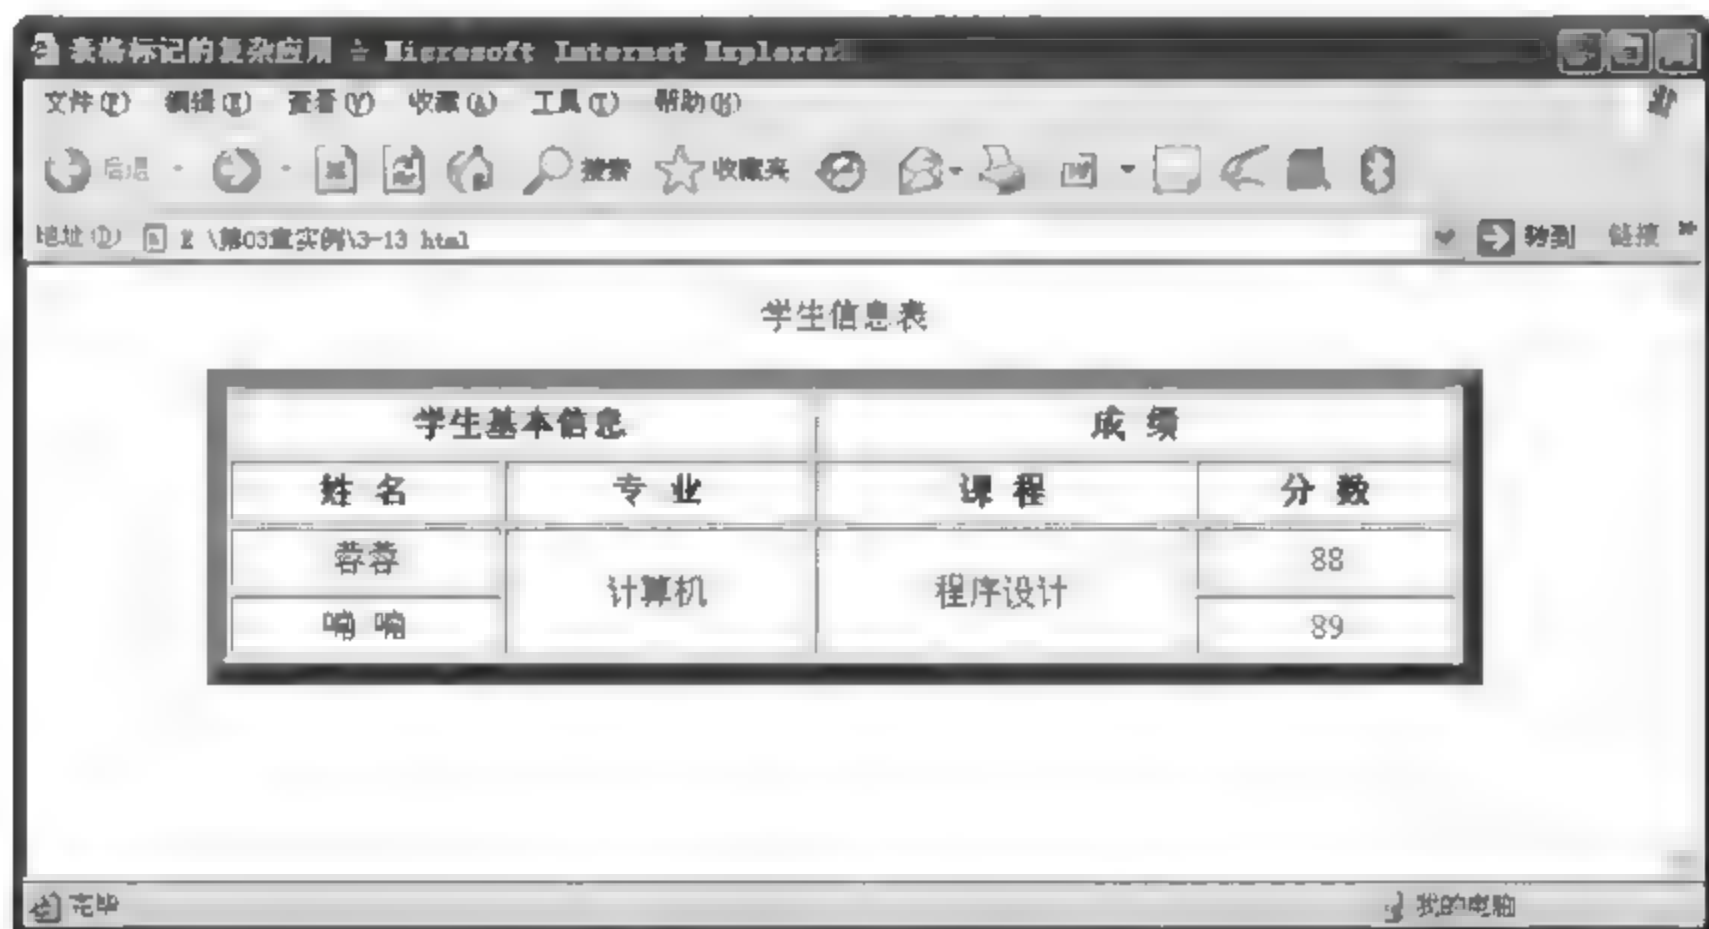 表格标记的复杂应用 - Microsoft Internet Explorer
文件(F) 编辑(E) 查看(V) 收藏(A) 工具(T) 帮助(H)
后退 搜索 收藏夹
地址(D) E \第03章实例\3-13 html 转到 链接 »
学生信息表
学生基本信息 成 绩
姓 名 专 业 课 程 分 数
蓉蓉 计算机 程序设计 88
喃 喃 89
完毕 我的电脑